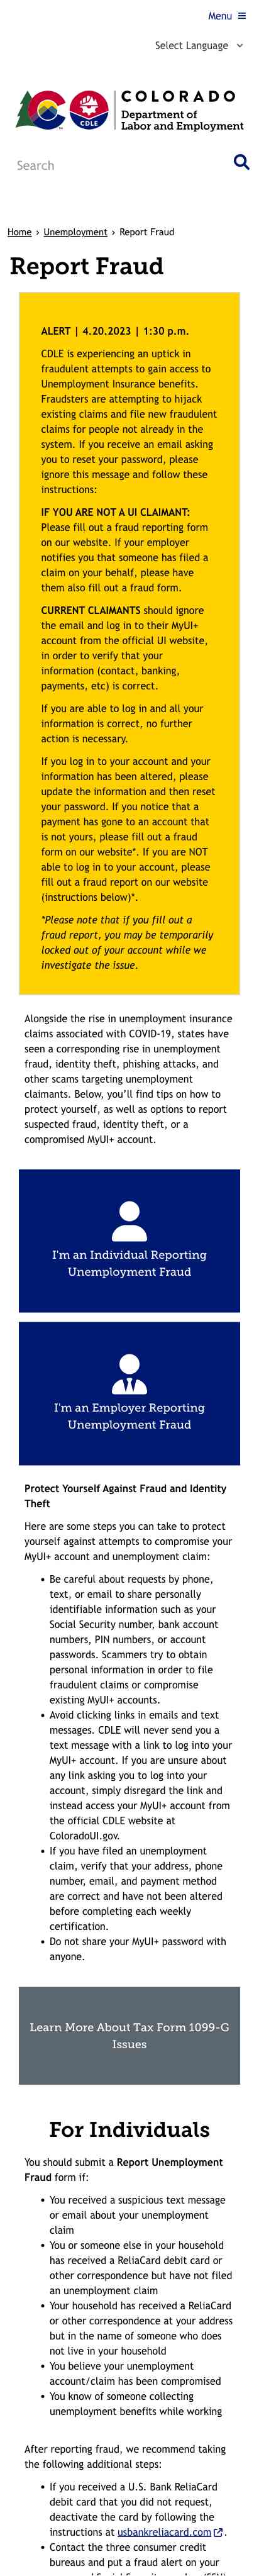 Menu
Select Language
COLORADO
Department of
Labor and Employment
CDLE
Search
Home › Unemployment › Report Fraud
Report Fraud
ALERT | 4.20.2023 | 1:30 p.m.
CDLE is experiencing an uptick in
fraudulent attempts to gain access to
Unemployment Insurance benefits.
Fraudsters are attempting to hijack
existing claims and file new fraudulent
claims for people not already in the
system. If you receive an email asking
you to reset your password, please
ignore this message and follow these
instructions:
IF YOU ARE NOT A UI CLAIMANT:
Please fill out a fraud reporting form
on our website. If your employer
notifies you that someone has filed a
claim on your behalf, please have
them also fill out a fraud form.
CURRENT CLAIMANTS should ignore
the email and log in to their MyUI+
account from the official UI website,
in order to verify that your
information (contact, banking,
payments, etc) is correct.
If you are able to log in and all your
information is correct, no further
action is necessary.
If you log in to your account and your
information has been altered, please
update the information and then reset
your password. If you notice that a
payment has gone to an account that
is not yours, please fill out a fraud
form on our website*. If you are NOT
able to log in to your account, please
fill out a fraud report on our website
(instructions below)*.
*Please note that if you fill out a
fraud report, you may be temporarily
locked out of your account while we
investigate the issue.
Alongside the rise in unemployment insurance
claims associated with COVID-19, states have
seen a corresponding rise in unemployment
fraud, identity theft, phishing attacks, and
other scams targeting unemployment
claimants. Below, you’ll find tips on how to
protect yourself, as well as options to report
suspected fraud, identity theft, or a
compromised MyUI+ account.
I'm an Individual Reporting
Unemployment Fraud
I'm an Employer Reporting
Unemployment Fraud
Protect Yourself Against Fraud and Identity
Theft
Here are some steps you can take to protect
yourself against attempts to compromise your
MyUI+ account and unemployment claim:
• Be careful about requests by phone,
text, or email to share personally
identifiable information such as your
Social Security number, bank account
numbers, PIN numbers, or account
passwords. Scammers try to obtain
personal information in order to file
fraudulent claims or compromise
existing MyUI+ accounts.
• Avoid clicking links in emails and text
messages. CDLE will never send you a
text message with a link to log into your
MyUI+ account. If you are unsure about
any link asking you to log into your
account, simply disregard the link and
instead access your MyUI+ account from
the official CDLE website at
ColoradoUI.gov.
• If you have filed an unemployment
claim, verify that your address, phone
number, email, and payment method
are correct and have not been altered
before completing each weekly
certification.
• Do not share your MyUI+ password with
anyone.
Learn More About Tax Form 1099-G
Issues
For Individuals
You should submit a Report Unemployment
Fraud form if:
• You received a suspicious text message
or email about your unemployment
claim
• You or someone else in your household
has received a ReliaCard debit card or
other correspondence but have not filed
an unemployment claim
• Your household has received a ReliaCard
or other correspondence at your address
but in the name of someone who does
not live in your household
• You believe your unemployment
account/claim has been compromised
• You know of someone collecting
unemployment benefits while working
After reporting fraud, we recommend taking
the following additional steps:
• If you received a U.S. Bank ReliaCard
debit card that you did not request,
deactivate the card by following the
instructions at usbankreliacard.com.
• Contact the three consumer credit
bureaus and put a fraud alert on your